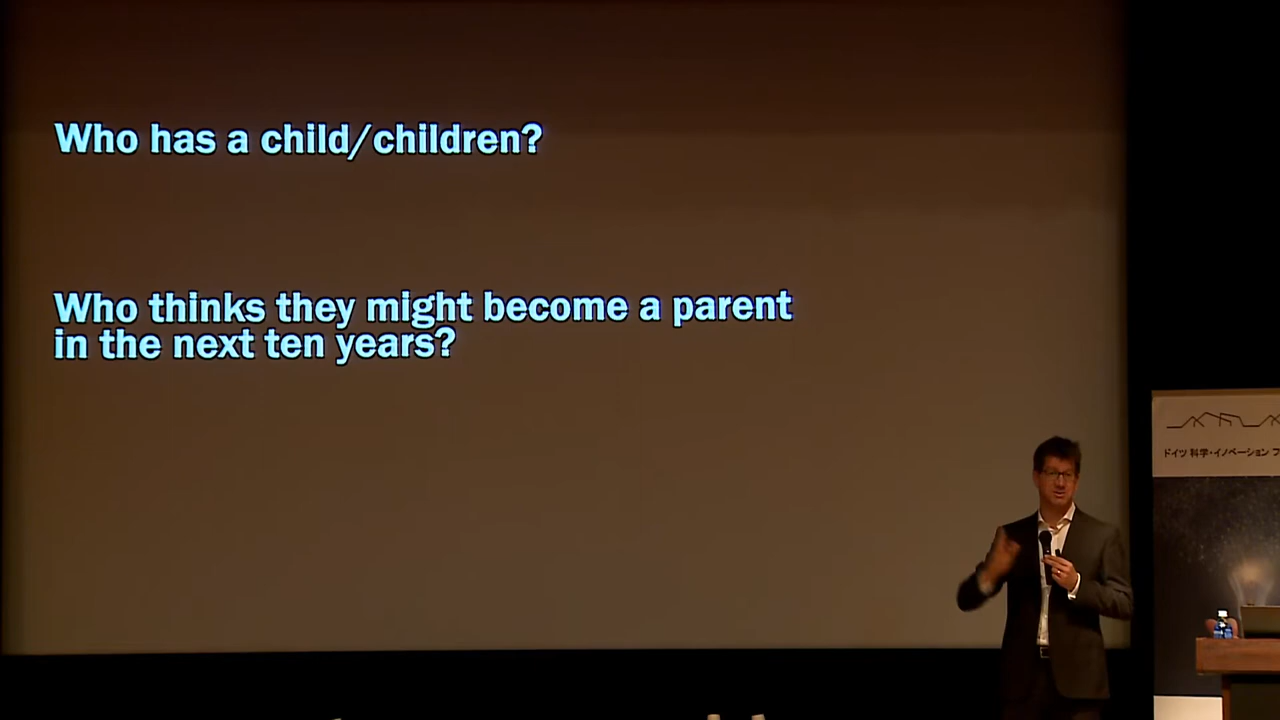 Who has a child/children?
Who thinks they might become a parent
in the next ten years?
ドイツ 科学・イノベーション フ